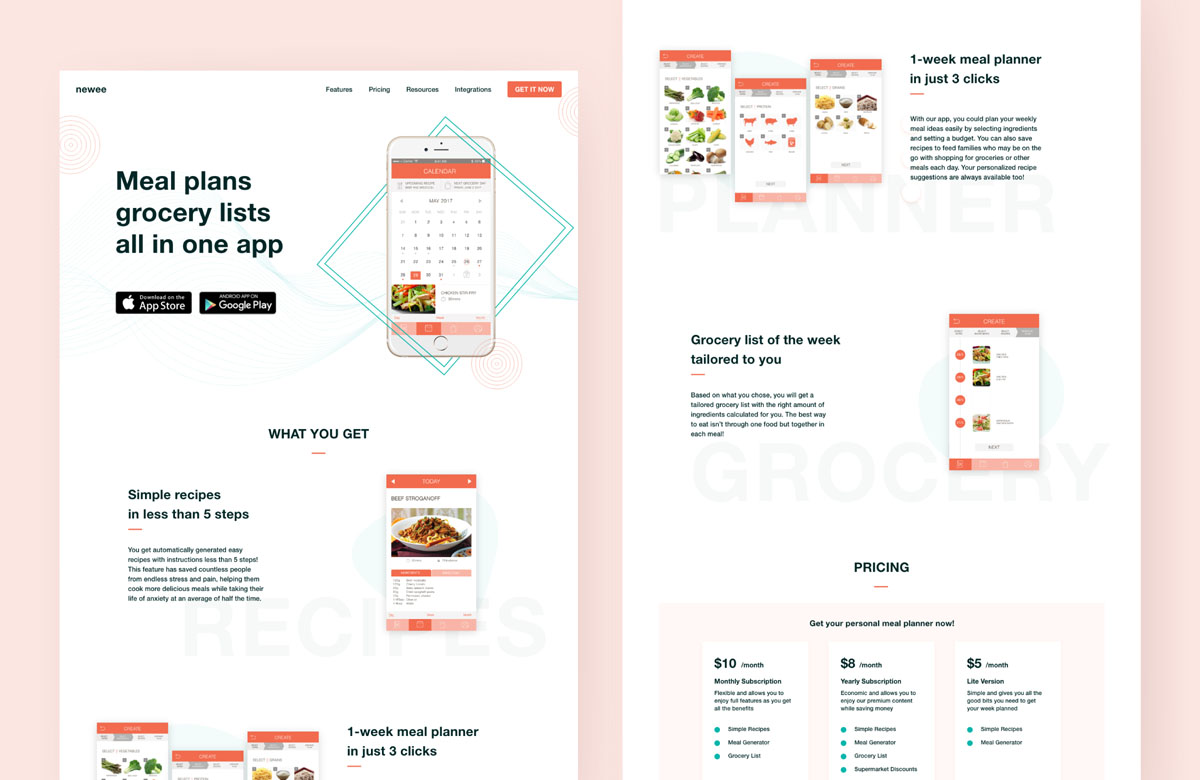 newee
Features
Pricing
Resources
Integrations
GET IT NOW
Meal plans
grocery lists
all in one app
Download on the
App Store
ANDROID APP ON
Google Play
CALENDAR
MAY 2017
CHICKEN STIR-FRY
WHAT YOU GET
Simple recipes
in less than 5 steps
You get automatically generated easy
recipes with instructions less than 5 steps!
This feature has saved countless people
from endless stress and pain, helping them
cook more delicious meals while taking their
life of anxiety at an average of half the time.
TODAY
BEEF STROGANOFF
RECIPES
CREATE
SELECT | VEGETABLES
CREATE
SELECT | PROTEIN
CREATE
SELECT | GRAINS
1-week meal planner
in just 3 clicks
CREATE
SELECT | VEGETABLES
CREATE
SELECT | PROTEIN
NEXT
CREATE
SELECT | GRAINS
NEXT
1-week meal planner
in just 3 clicks
With our app, you could plan your weekly
meal ideas easily by selecting ingredients
and setting a budget. You can also save
recipes to feed families who may be on the
go with shopping for groceries or other
meals each day. Your personalized recipe
suggestions are always available too!
PLANNER
Grocery list of the week
tailored to you
Based on what you chose, you will get a
tailored grocery list with the right amount of
ingredients calculated for you. The best way
to eat isn't through one food but together in
each meal!
CREATE
NEXT
GROCERY
PRICING
Get your personal meal planner now!
$10 /month
Monthly Subscription
Flexible and allows you to
enjoy full features as you get
all the benefits
Simple Recipes
Meal Generator
Grocery List
$8 /month
Yearly Subscription
Economic and allows you to
enjoy our premium content
while saving money
Simple Recipes
Meal Generator
Grocery List
Supermarket Discounts
$5 /month
Lite Version
Simple and gives you all the
good bits you need to get
your week planned
Simple Recipes
Meal Generator